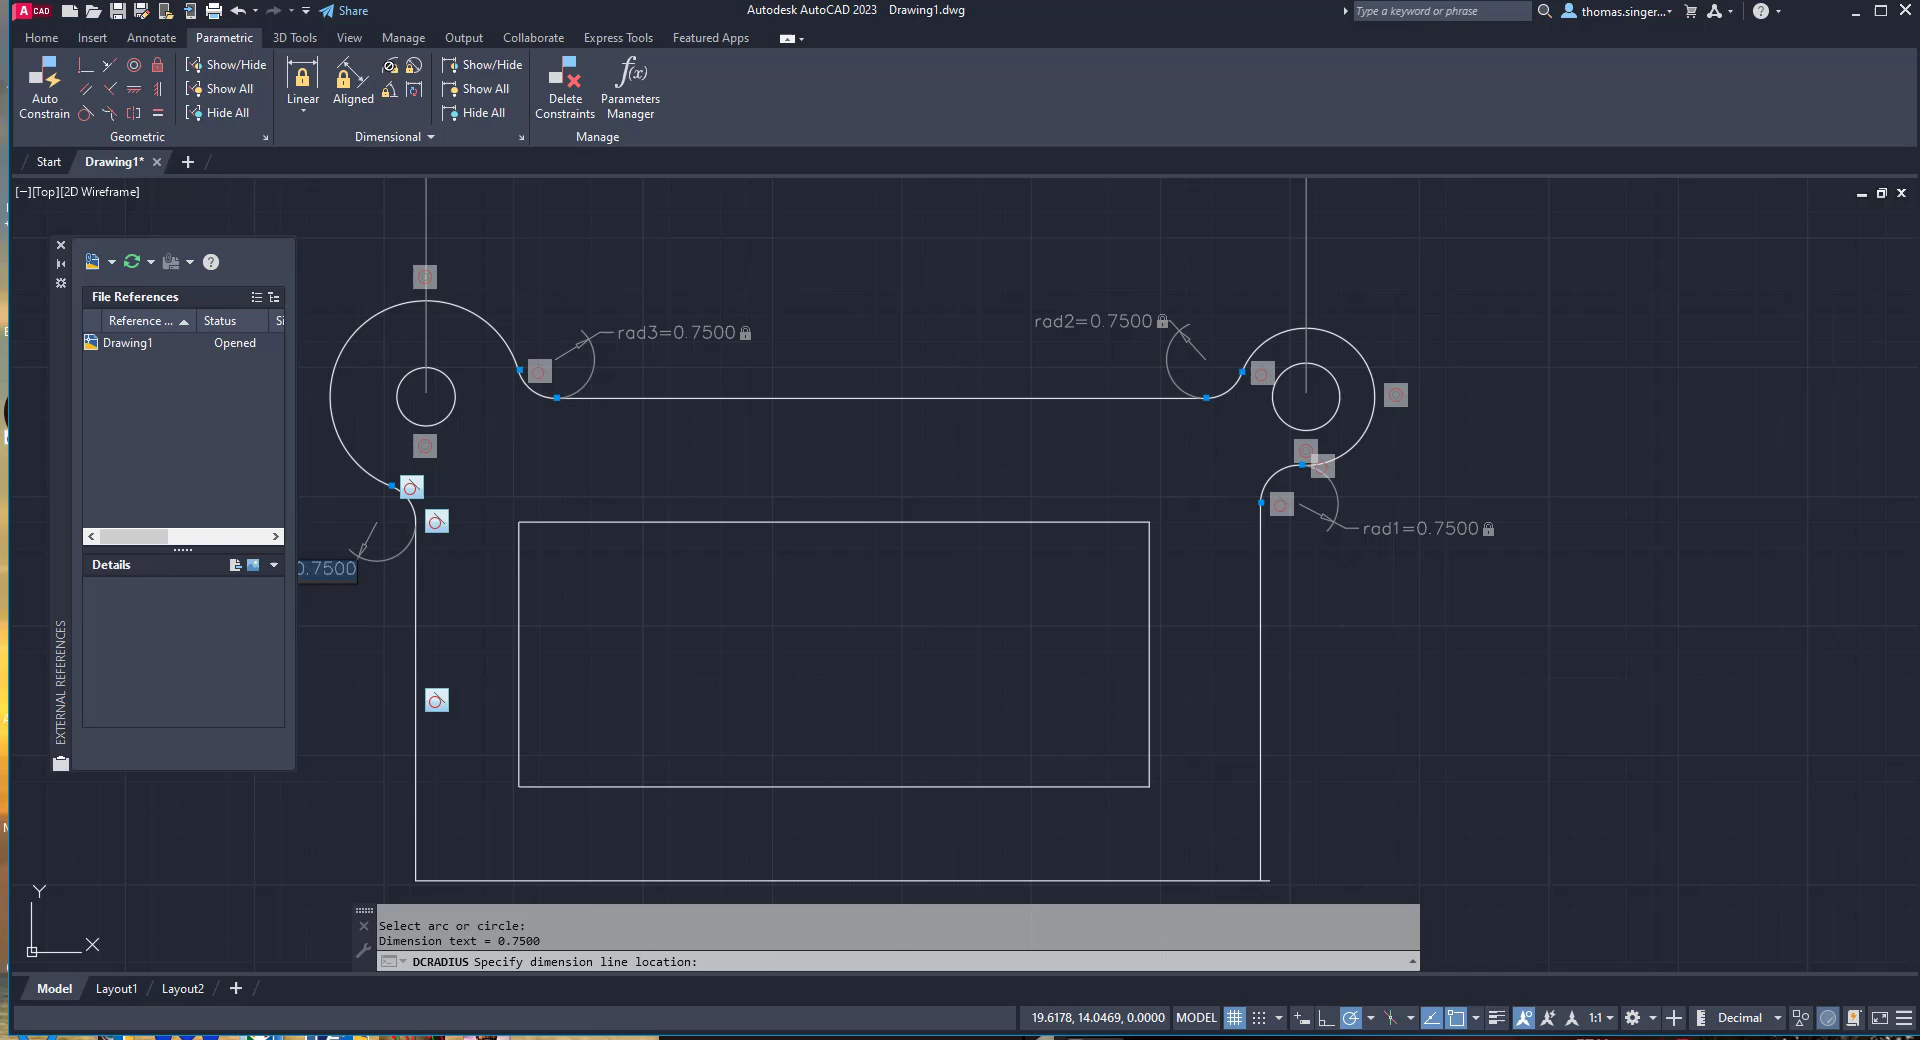 A CAD
Share
Autodesk AutoCAD 2023 Drawing1.dwg
Type a keyword or phrase
thomas.singer...
Home Insert Annotate Parametric 3D Tools View Manage Output Collaborate Express Tools Featured Apps
Auto Constrain
Show/Hide
Show All
Hide All
Geometric
Linear
Aligned
Show/Hide
Show All
Hide All
Dimensional
Delete Constraints
f(x)
Parameters Manager
Manage
Start
Drawing1*
[−][Top][2D Wireframe]
File References
Reference ... Status Si
Drawing1 Opened
Details
EXTERNAL REFERENCES
rad3=0.7500
rad2=0.7500
rad1=0.7500
0.7500
Y
X
Select arc or circle:
Dimension text = 0.7500
DCRADIUS Specify dimension line location:
Model Layout1 Layout2
19.6178, 14.0469, 0.0000 MODEL
1:1
Decimal